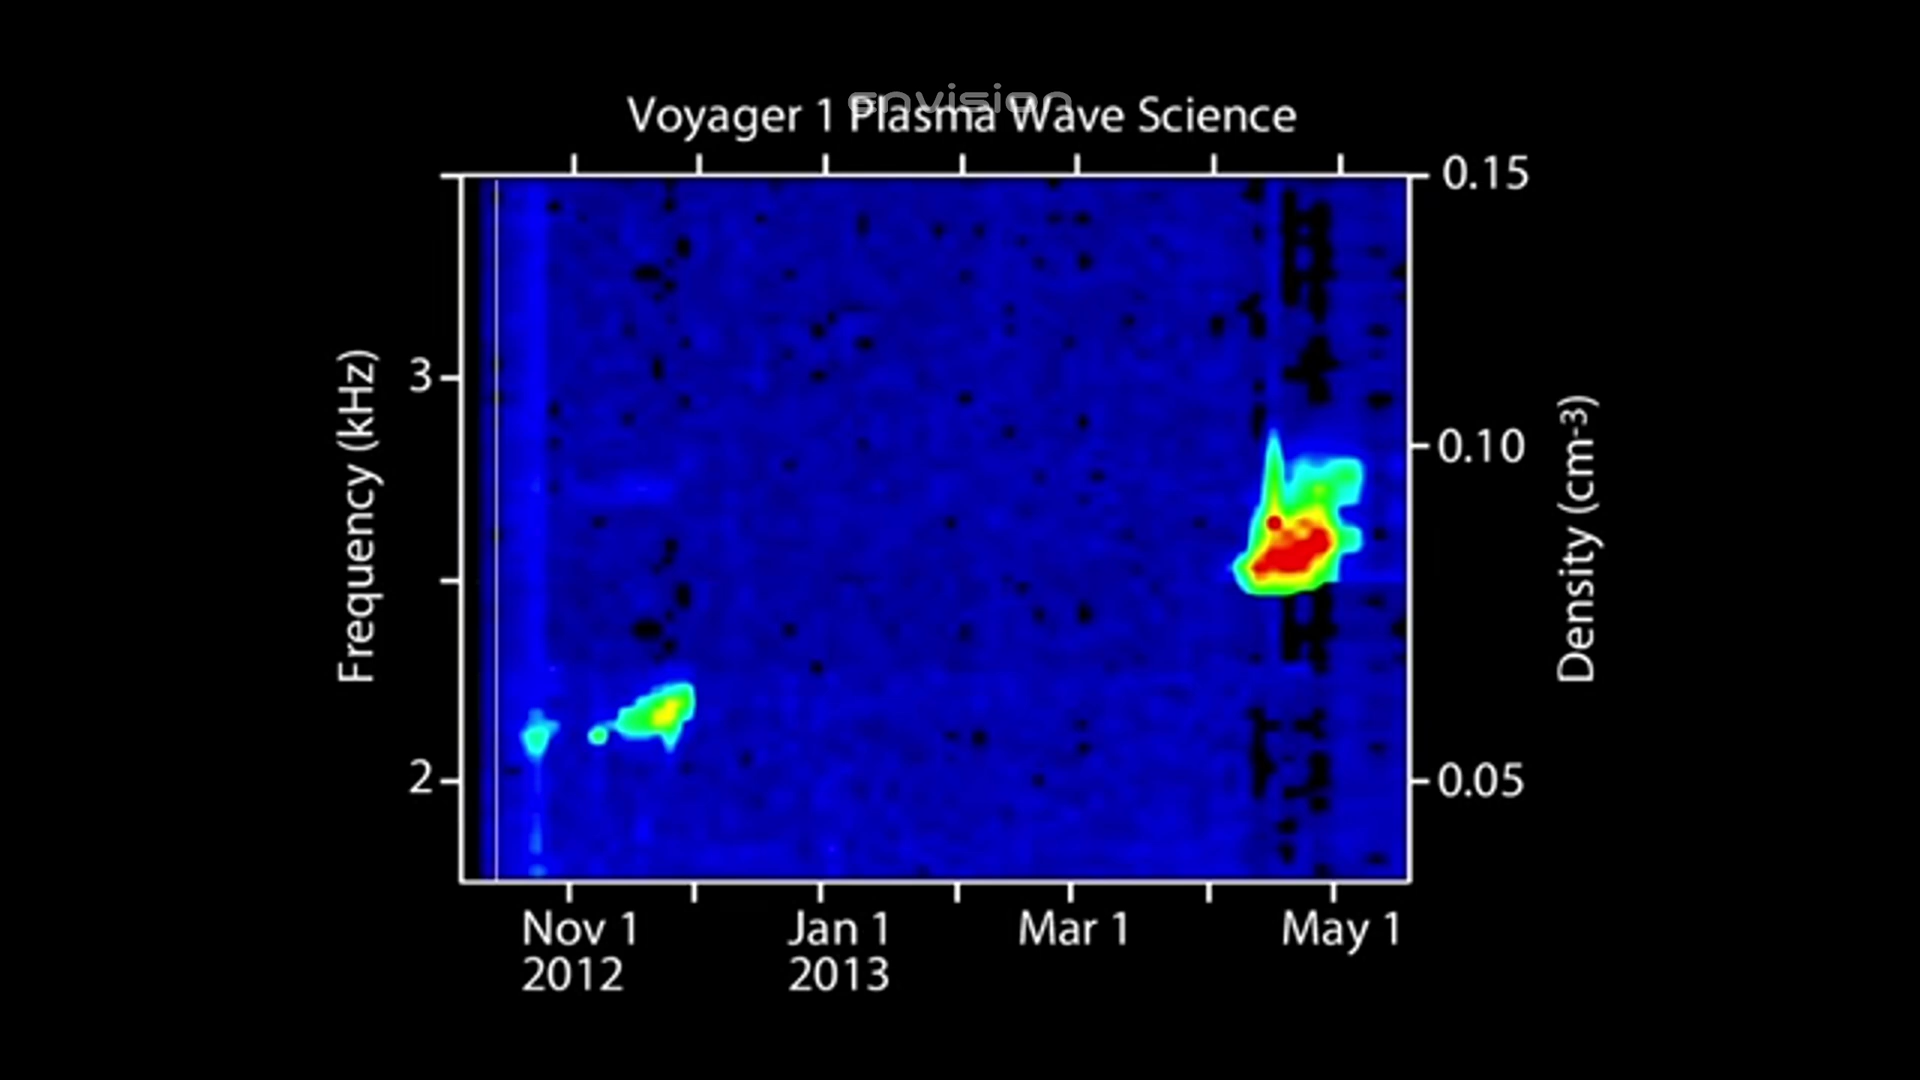 envision
Voyager 1 Plasma Wave Science
0.15
3
0.10
2
0.05
Frequency (kHz)
Density (cm-3)
Nov 1
2012
Jan 1
2013
Mar 1
May 1